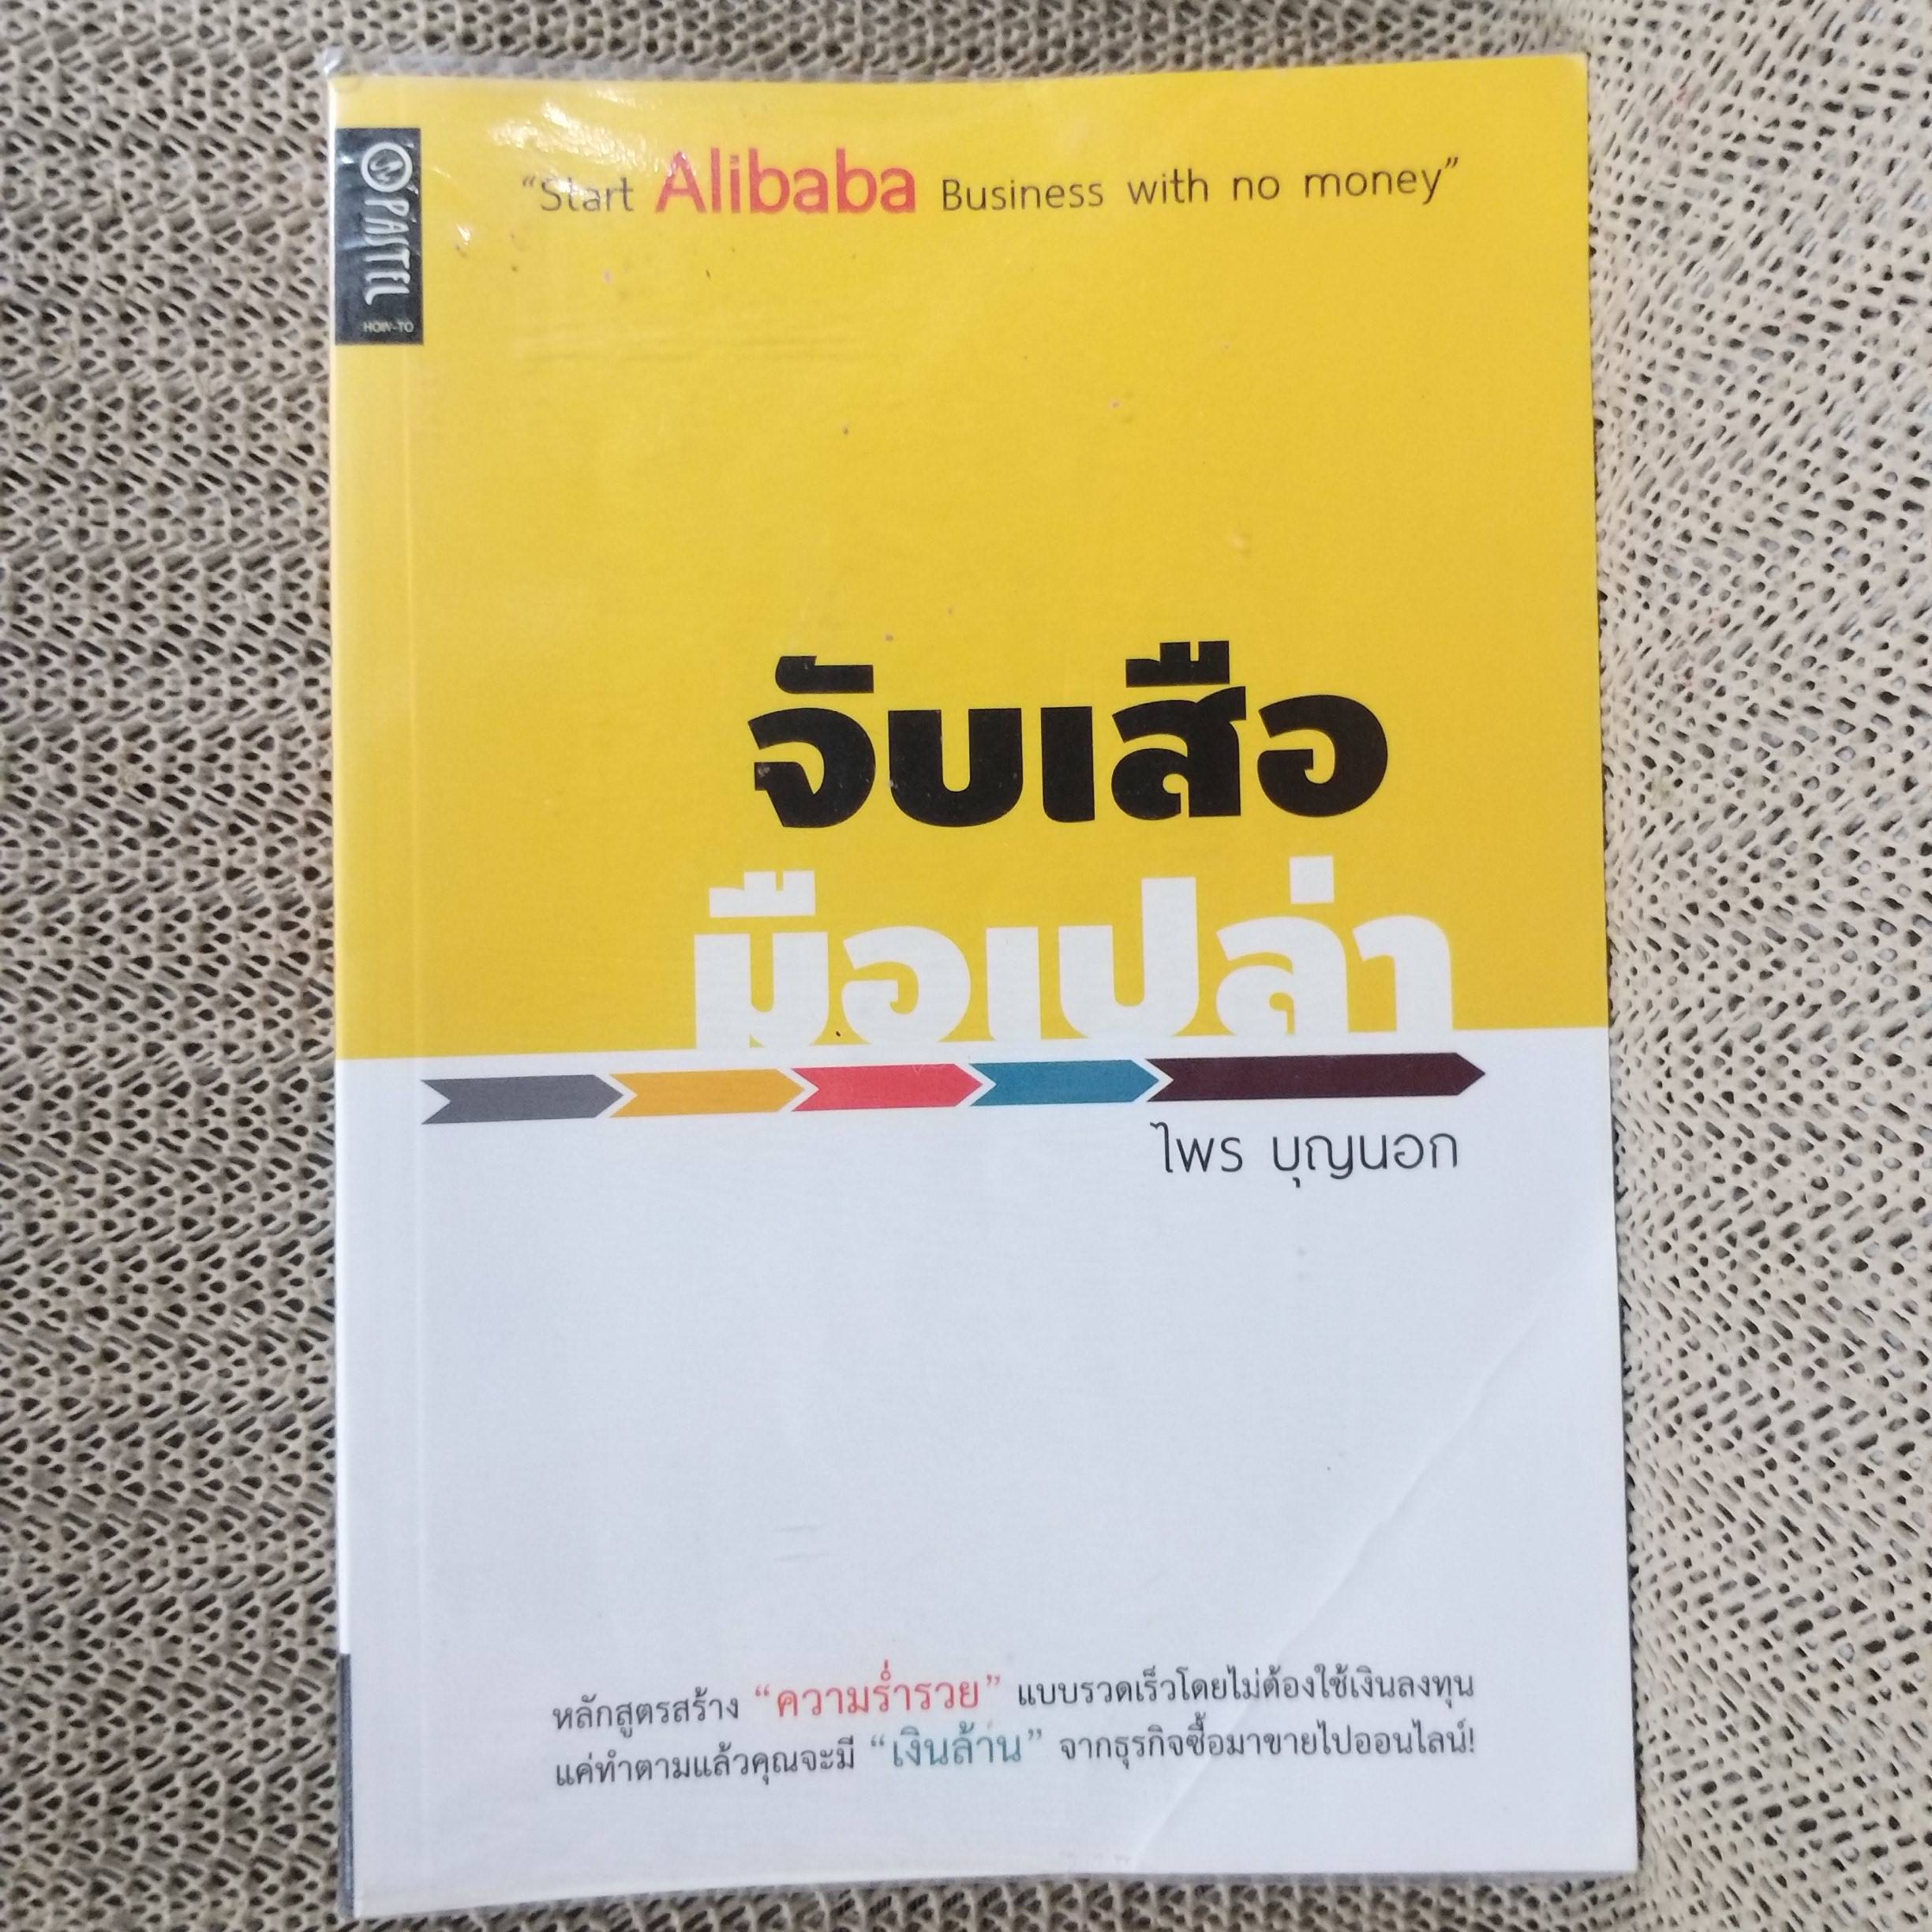 "Start Alibaba Business with no money"
PASTEL
HOW-TO
จับเสือ
มือเปล่า
ไพร บุญนอก
หลักสูตรสร้าง "ความร่ำรวย" แบบรวดเร็วโดยไม่ต้องใช้เงินลงทุน
แค่ทำตามแล้วคุณจะมี "เงินล้าน" จากธุรกิจซื้อมาขายไปออนไลน์!